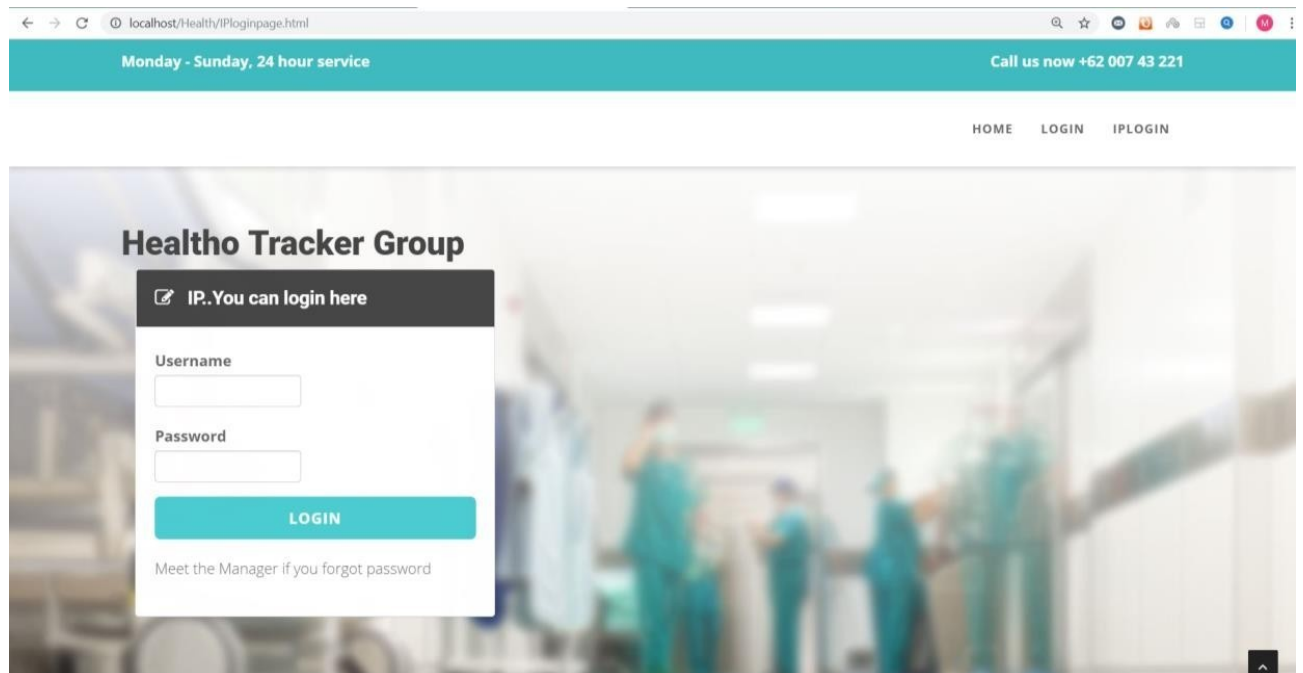 localhost/Health/IPloginpage.html
M
Monday - Sunday, 24 hour service
Call us now +62 007 43 221
HOME LOGIN IPLOGIN
Healtho Tracker Group
IP..You can login here
Username
Password
LOGIN
Meet the Manager if you forgot password